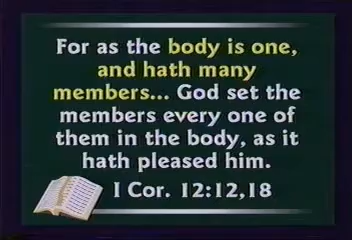 For as the body is one,
and hath many
members... God set the
members every one of
them in the body, as it
hath pleased him.
I Cor. 12:12,18